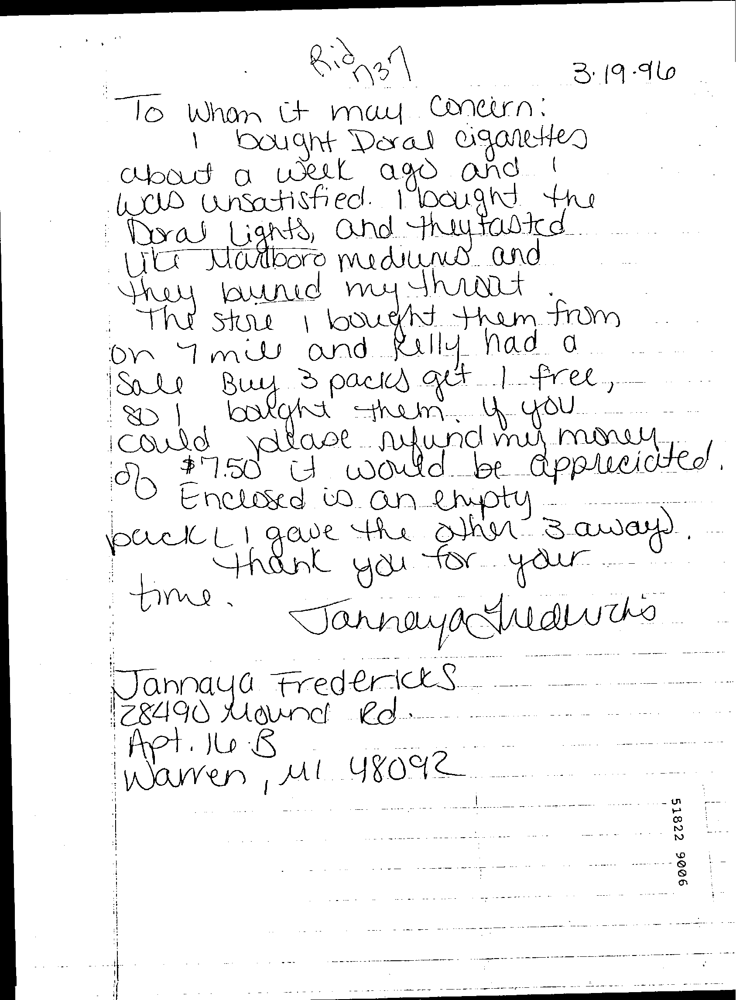 Rid
737
3.19.96
To Whom it may concern:
I bought Doral cigarettes
about a week ago and I
was unsatisfied. I bought the
Doral Lights, and they tasted
like Marlboro mediums and
they burned my throat.
The store I bought them from
on 7 mile and Kelly had a
Sale Buy 3 packs get 1 free,
so I bought them. If you
could please refund my money
of $7.50 it would be appreciated.
Enclosed is an empty
pack (I gave the other 3 away).
Thank you for your
time.
Jannaya Fredericks
Jannaya Fredericks
28490 Mound Rd.
Apt. 16 B
Warren, MI 48092
51822 9006